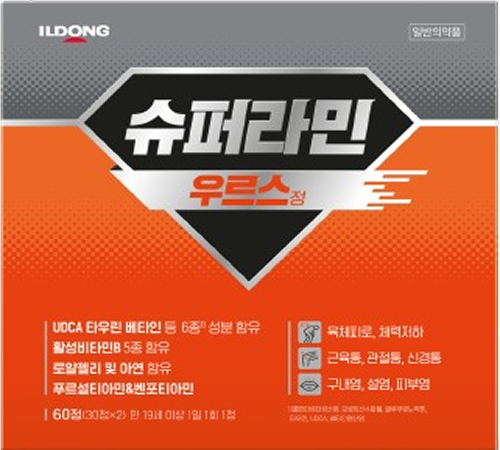 ILDONG
일반의약품
슈퍼라민
우르스정
UDCA 타우린 베타인 등 6종¹⁾ 성분 함유
활성비타민B 5종 함유
로얄젤리 및 아연 함유
푸르설티아민&벤포티아민
60정(30정×2) 만 19세 이상 1일 1회 1정
육체피로, 체력저하
근육통, 관절통, 신경통
구내염, 설염, 피부염
타우린, UDCA,